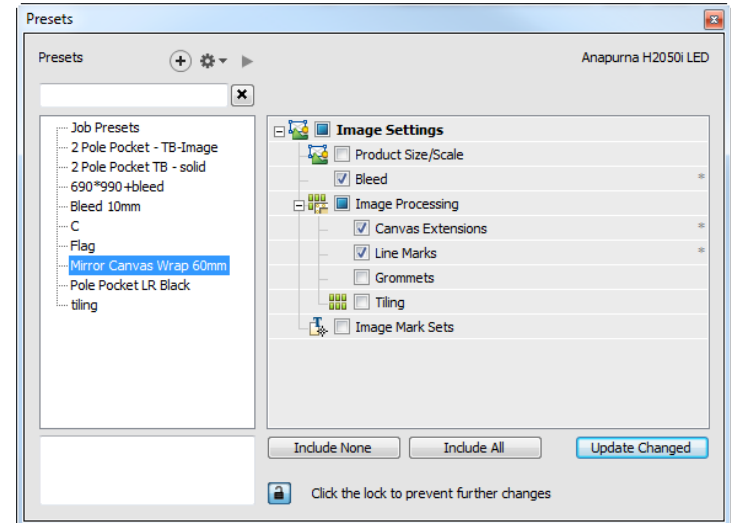 Presets
Presets
Anapurna H2050i LED
Job Presets
2 Pole Pocket - TB-Image
2 Pole Pocket TB - solid
690*990+bleed
Bleed 10mm
C
Flag
Mirror Canvas Wrap 60mm
Pole Pocket LR Black
tiling
Image Settings
Product Size/Scale
Bleed *
Image Processing
Canvas Extensions *
Line Marks *
Grommets
Tiling
Image Mark Sets
Include None
Include All
Update Changed
Click the lock to prevent further changes